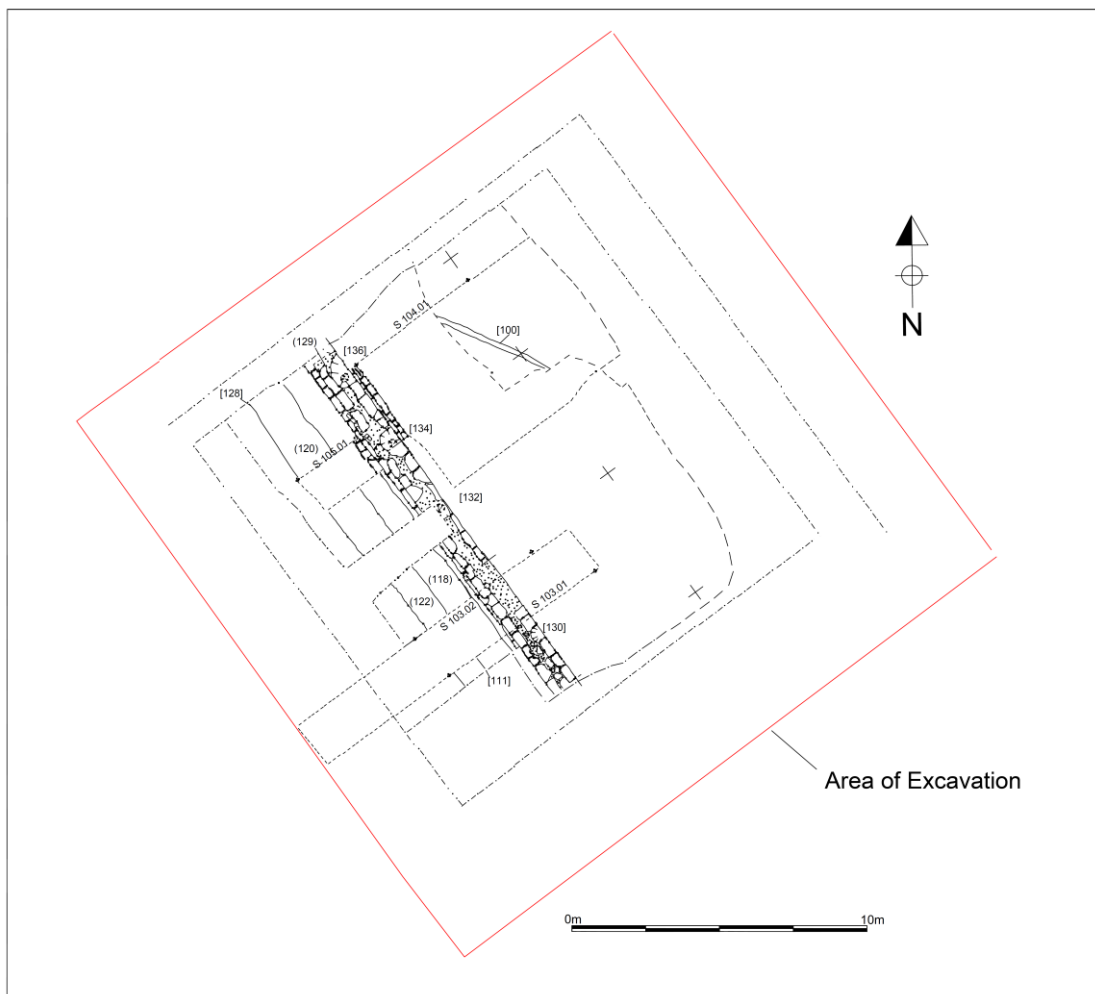 S 104.01
[100]
N
(129)
[136]
[128]
(120)
S 105.01
[134]
[132]
(118)
(122)
S 103.02
S 103.01
[130]
[111]
Area of Excavation
0m
10m